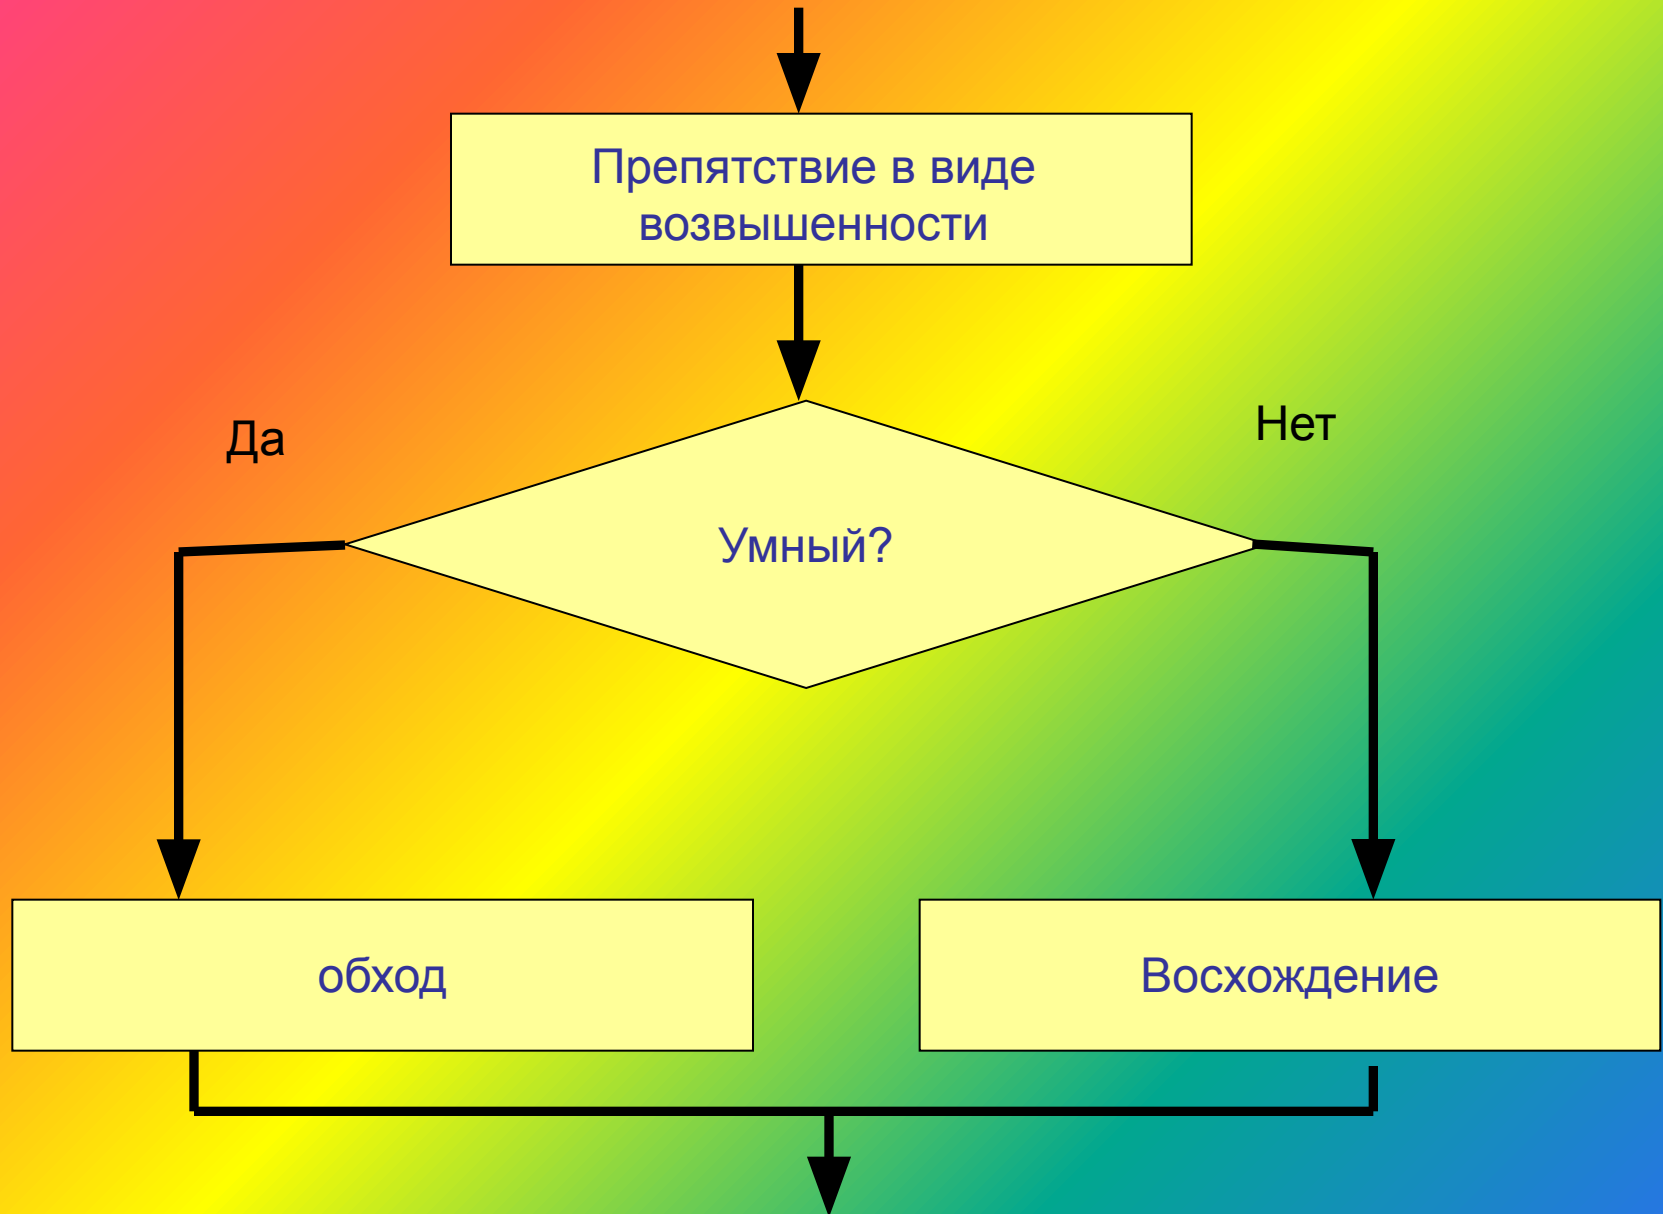 Препятствие в виде
возвышенности
Да
Нет
Умный?
обход
Восхождение